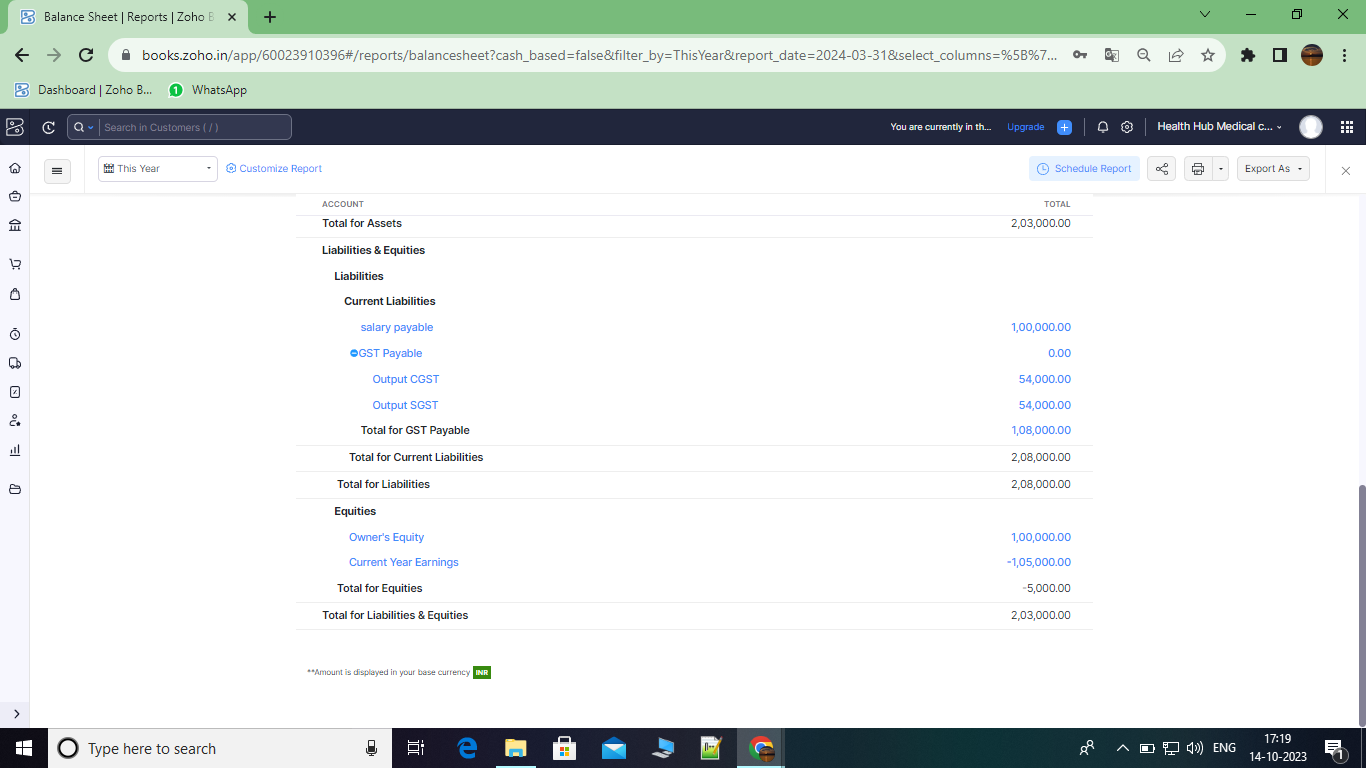 Balance Sheet | Reports | Zoho B
books.zoho.in/app/60023910396#/reports/balancesheet?cash_based=false&filter_by=ThisYear&report_date=2024-03-31&select_columns=%5B%7...
Dashboard | Zoho B...
1 WhatsApp
Search in Customers ( / )
You are currently in th...
Upgrade
Health Hub Medical c...
This Year
Customize Report
Schedule Report
Export As
ACCOUNT TOTAL
Total for Assets 2,03,000.00
Liabilities & Equities
Liabilities
Current Liabilities
salary payable 1,00,000.00
GST Payable 0.00
Output CGST 54,000.00
Output SGST 54,000.00
Total for GST Payable 1,08,000.00
Total for Current Liabilities 2,08,000.00
Total for Liabilities 2,08,000.00
Equities
Owner's Equity 1,00,000.00
Current Year Earnings -1,05,000.00
Total for Equities -5,000.00
Total for Liabilities & Equities 2,03,000.00
**Amount is displayed in your base currency INR
Type here to search
ENG
17:19
14-10-2023
1